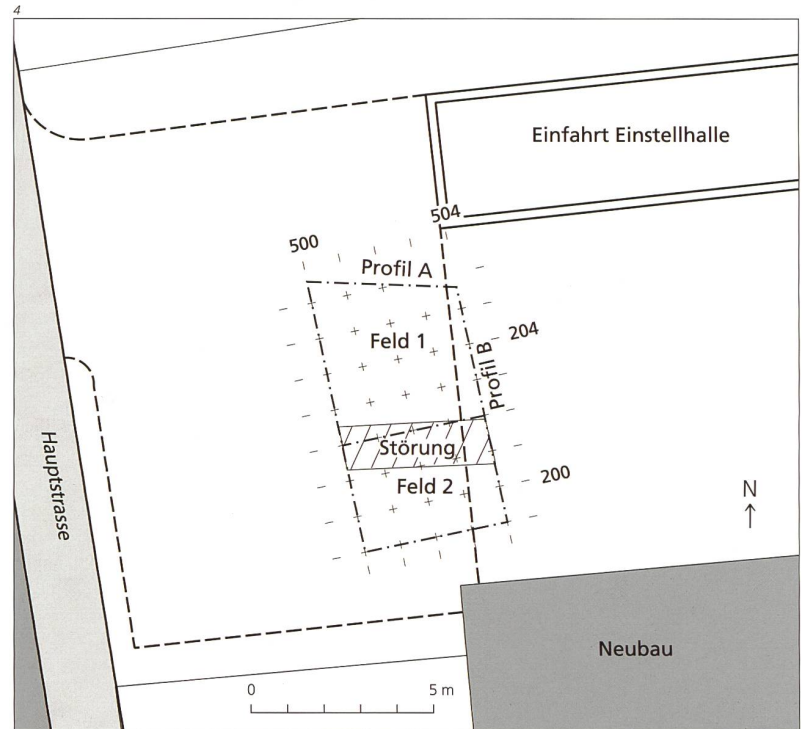 4
Einfahrt Einstellhalle
504
500
Profil A
204
Feld 1
Profil B
Störung
Feld 2
200
Hauptstrasse
N
Neubau
0 5 m